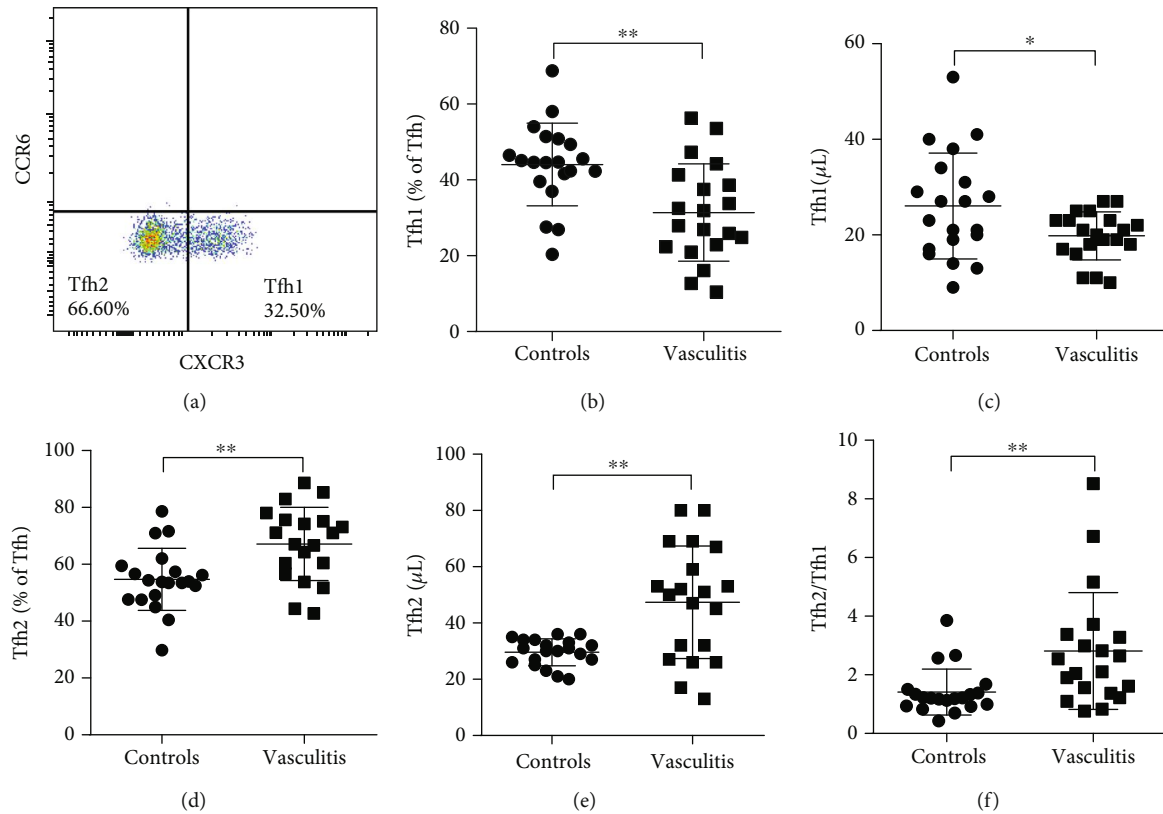 CCR6
Tfh2
66.60%
Tfh1
32.50%
CXCR3
(a)
Tfh1 (% of Tfh)
80
60
40
20
0
**
Controls
Vasculitis
(b)
Tfh1(μL)
60
40
20
0
*
Controls
Vasculitis
(c)
Tfh2 (% of Tfh)
100
80
60
40
20
0
**
Controls
Vasculitis
(d)
Tfh2 (μL)
100
80
60
40
20
0
**
Controls
Vasculitis
(e)
Tfh2/Tfh1
10
8
6
4
2
0
**
Controls
Vasculitis
(f)